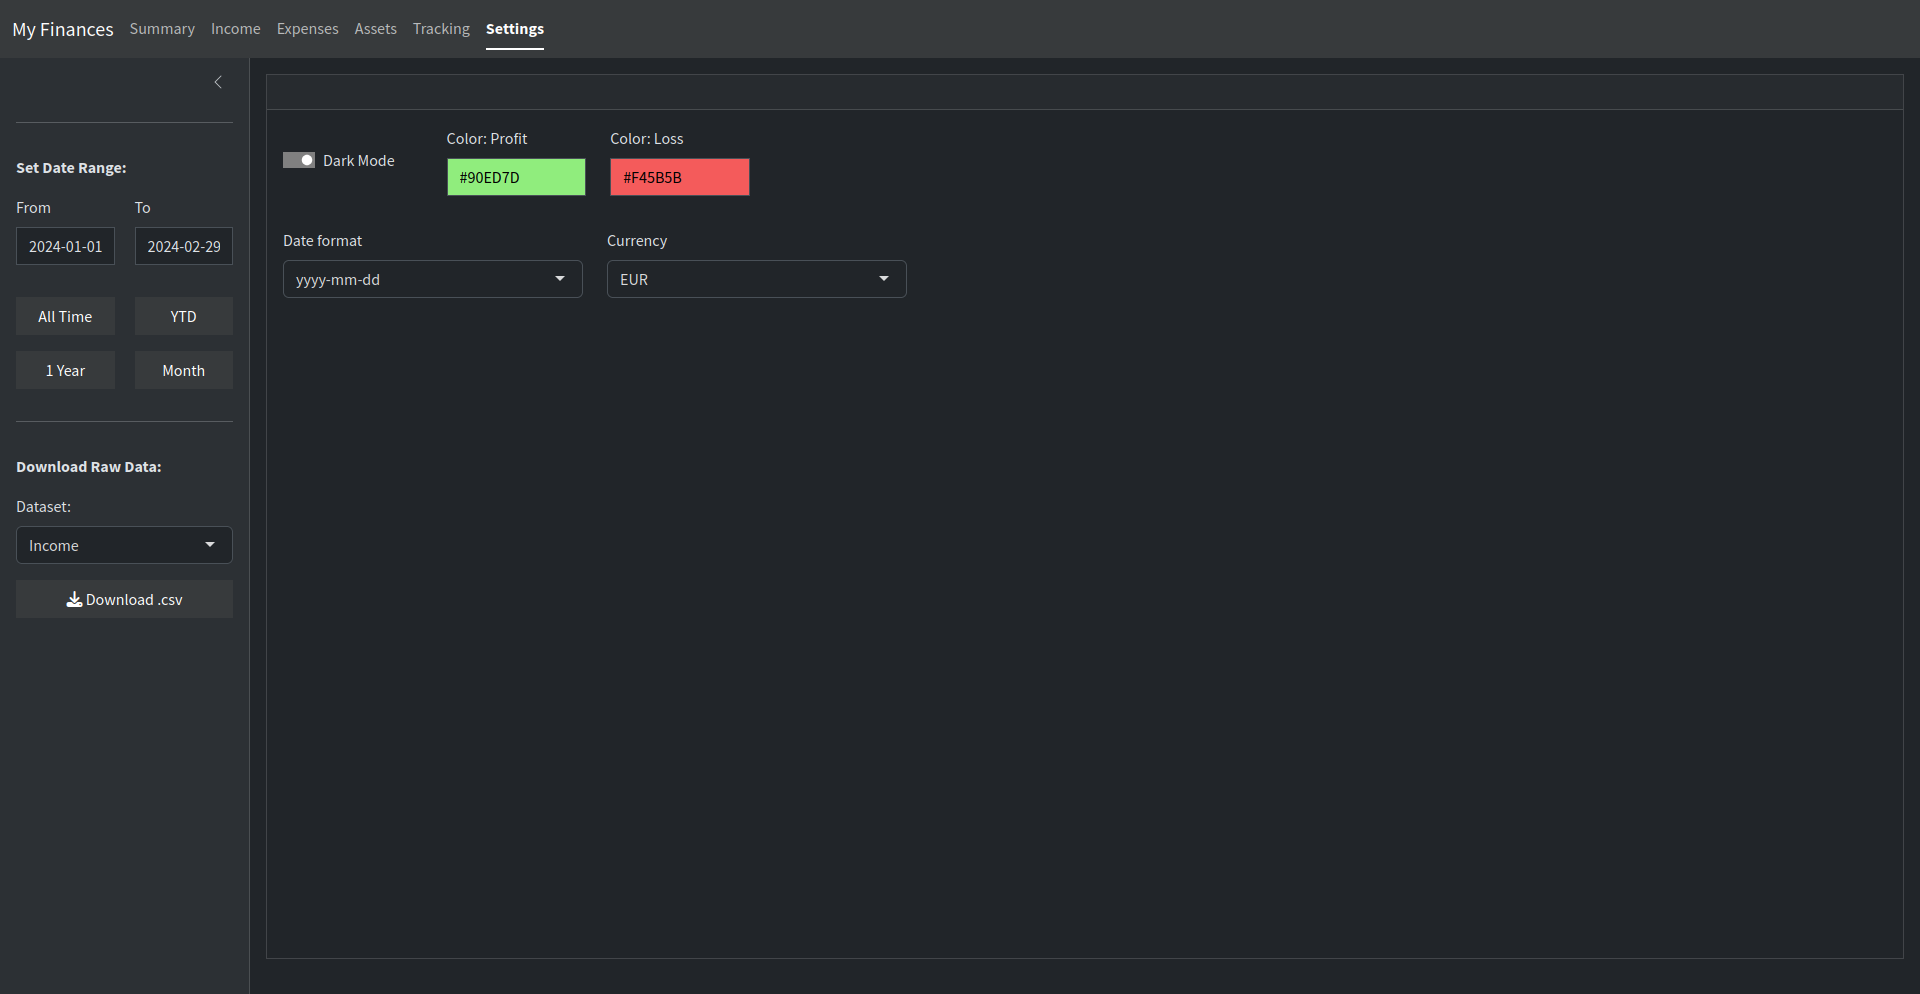 My Finances Summary Income Expenses Assets Tracking Settings
Set Date Range:
From To
2024-01-01 2024-02-29
All Time YTD
1 Year Month
Download Raw Data:
Dataset:
Income
Download .csv
Dark Mode
Color: Profit
#90ED7D
Color: Loss
#F45B5B
Date format
yyyy-mm-dd
Currency
EUR